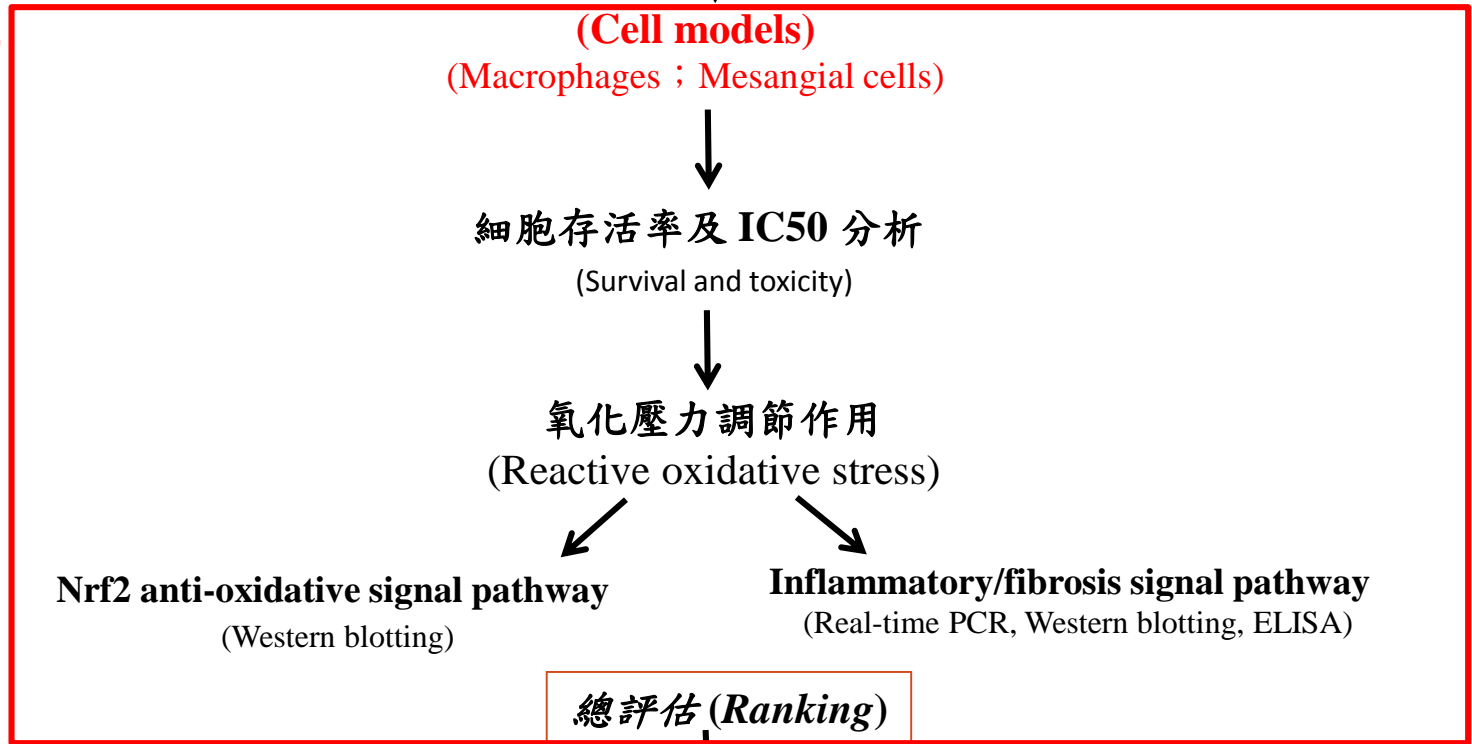 (Cell models)
(Macrophages；Mesangial cells)
細胞存活率及 IC50 分析
(Survival and toxicity)
氧化壓力調節作用
(Reactive oxidative stress)
Nrf2 anti-oxidative signal pathway
(Western blotting)
Inflammatory/fibrosis signal pathway
(Real-time PCR, Western blotting, ELISA)
總評估 (Ranking)